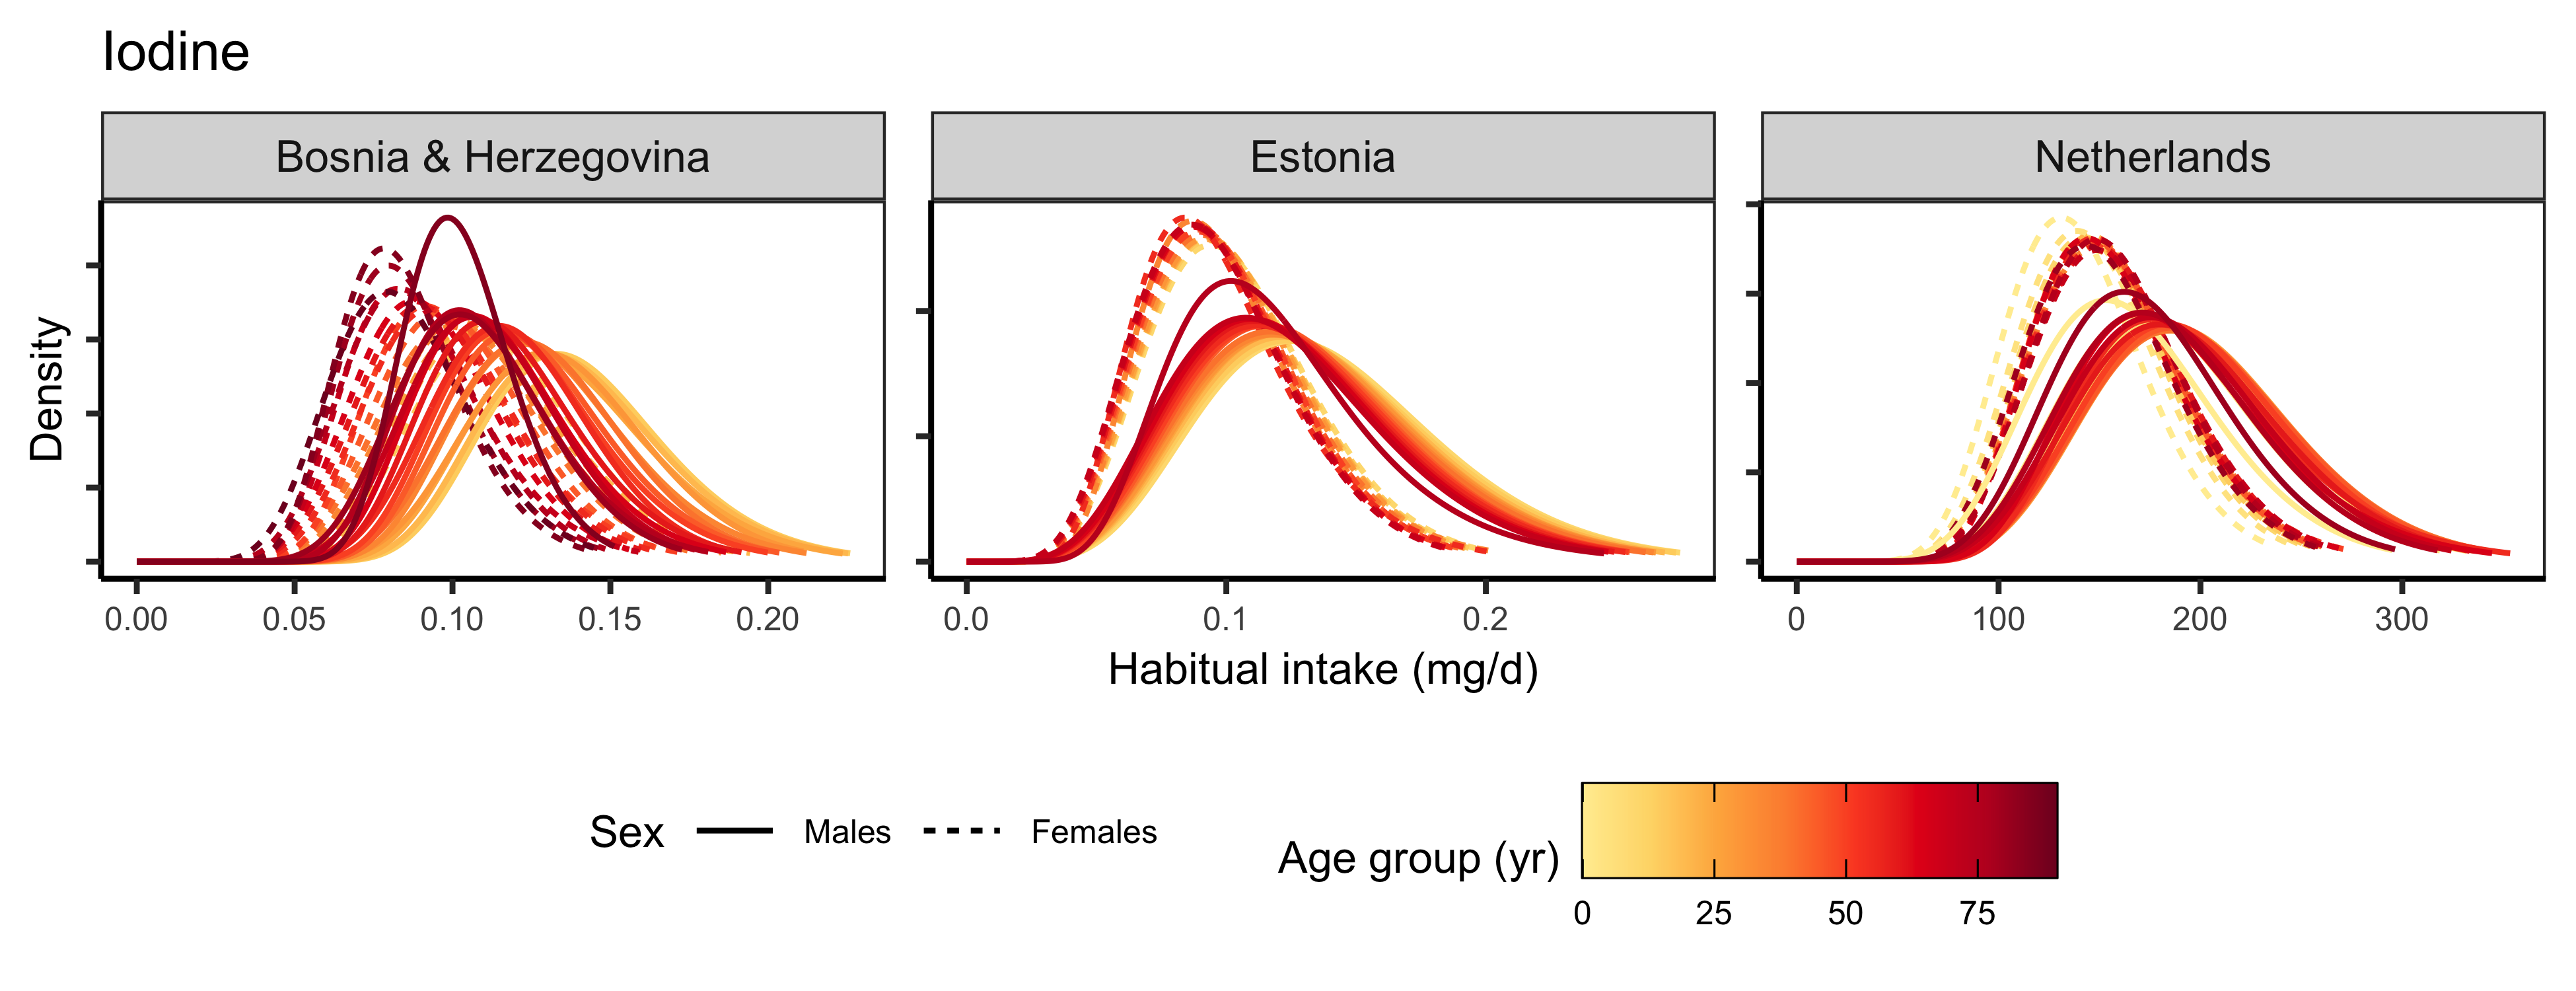 Iodine
Bosnia & Herzegovina
Estonia
Netherlands
Density
0.00 0.05 0.10 0.15 0.20
0.0 0.1 0.2
0 100 200 300
Habitual intake (mg/d)
Sex Males Females
Age group (yr)
0 25 50 75